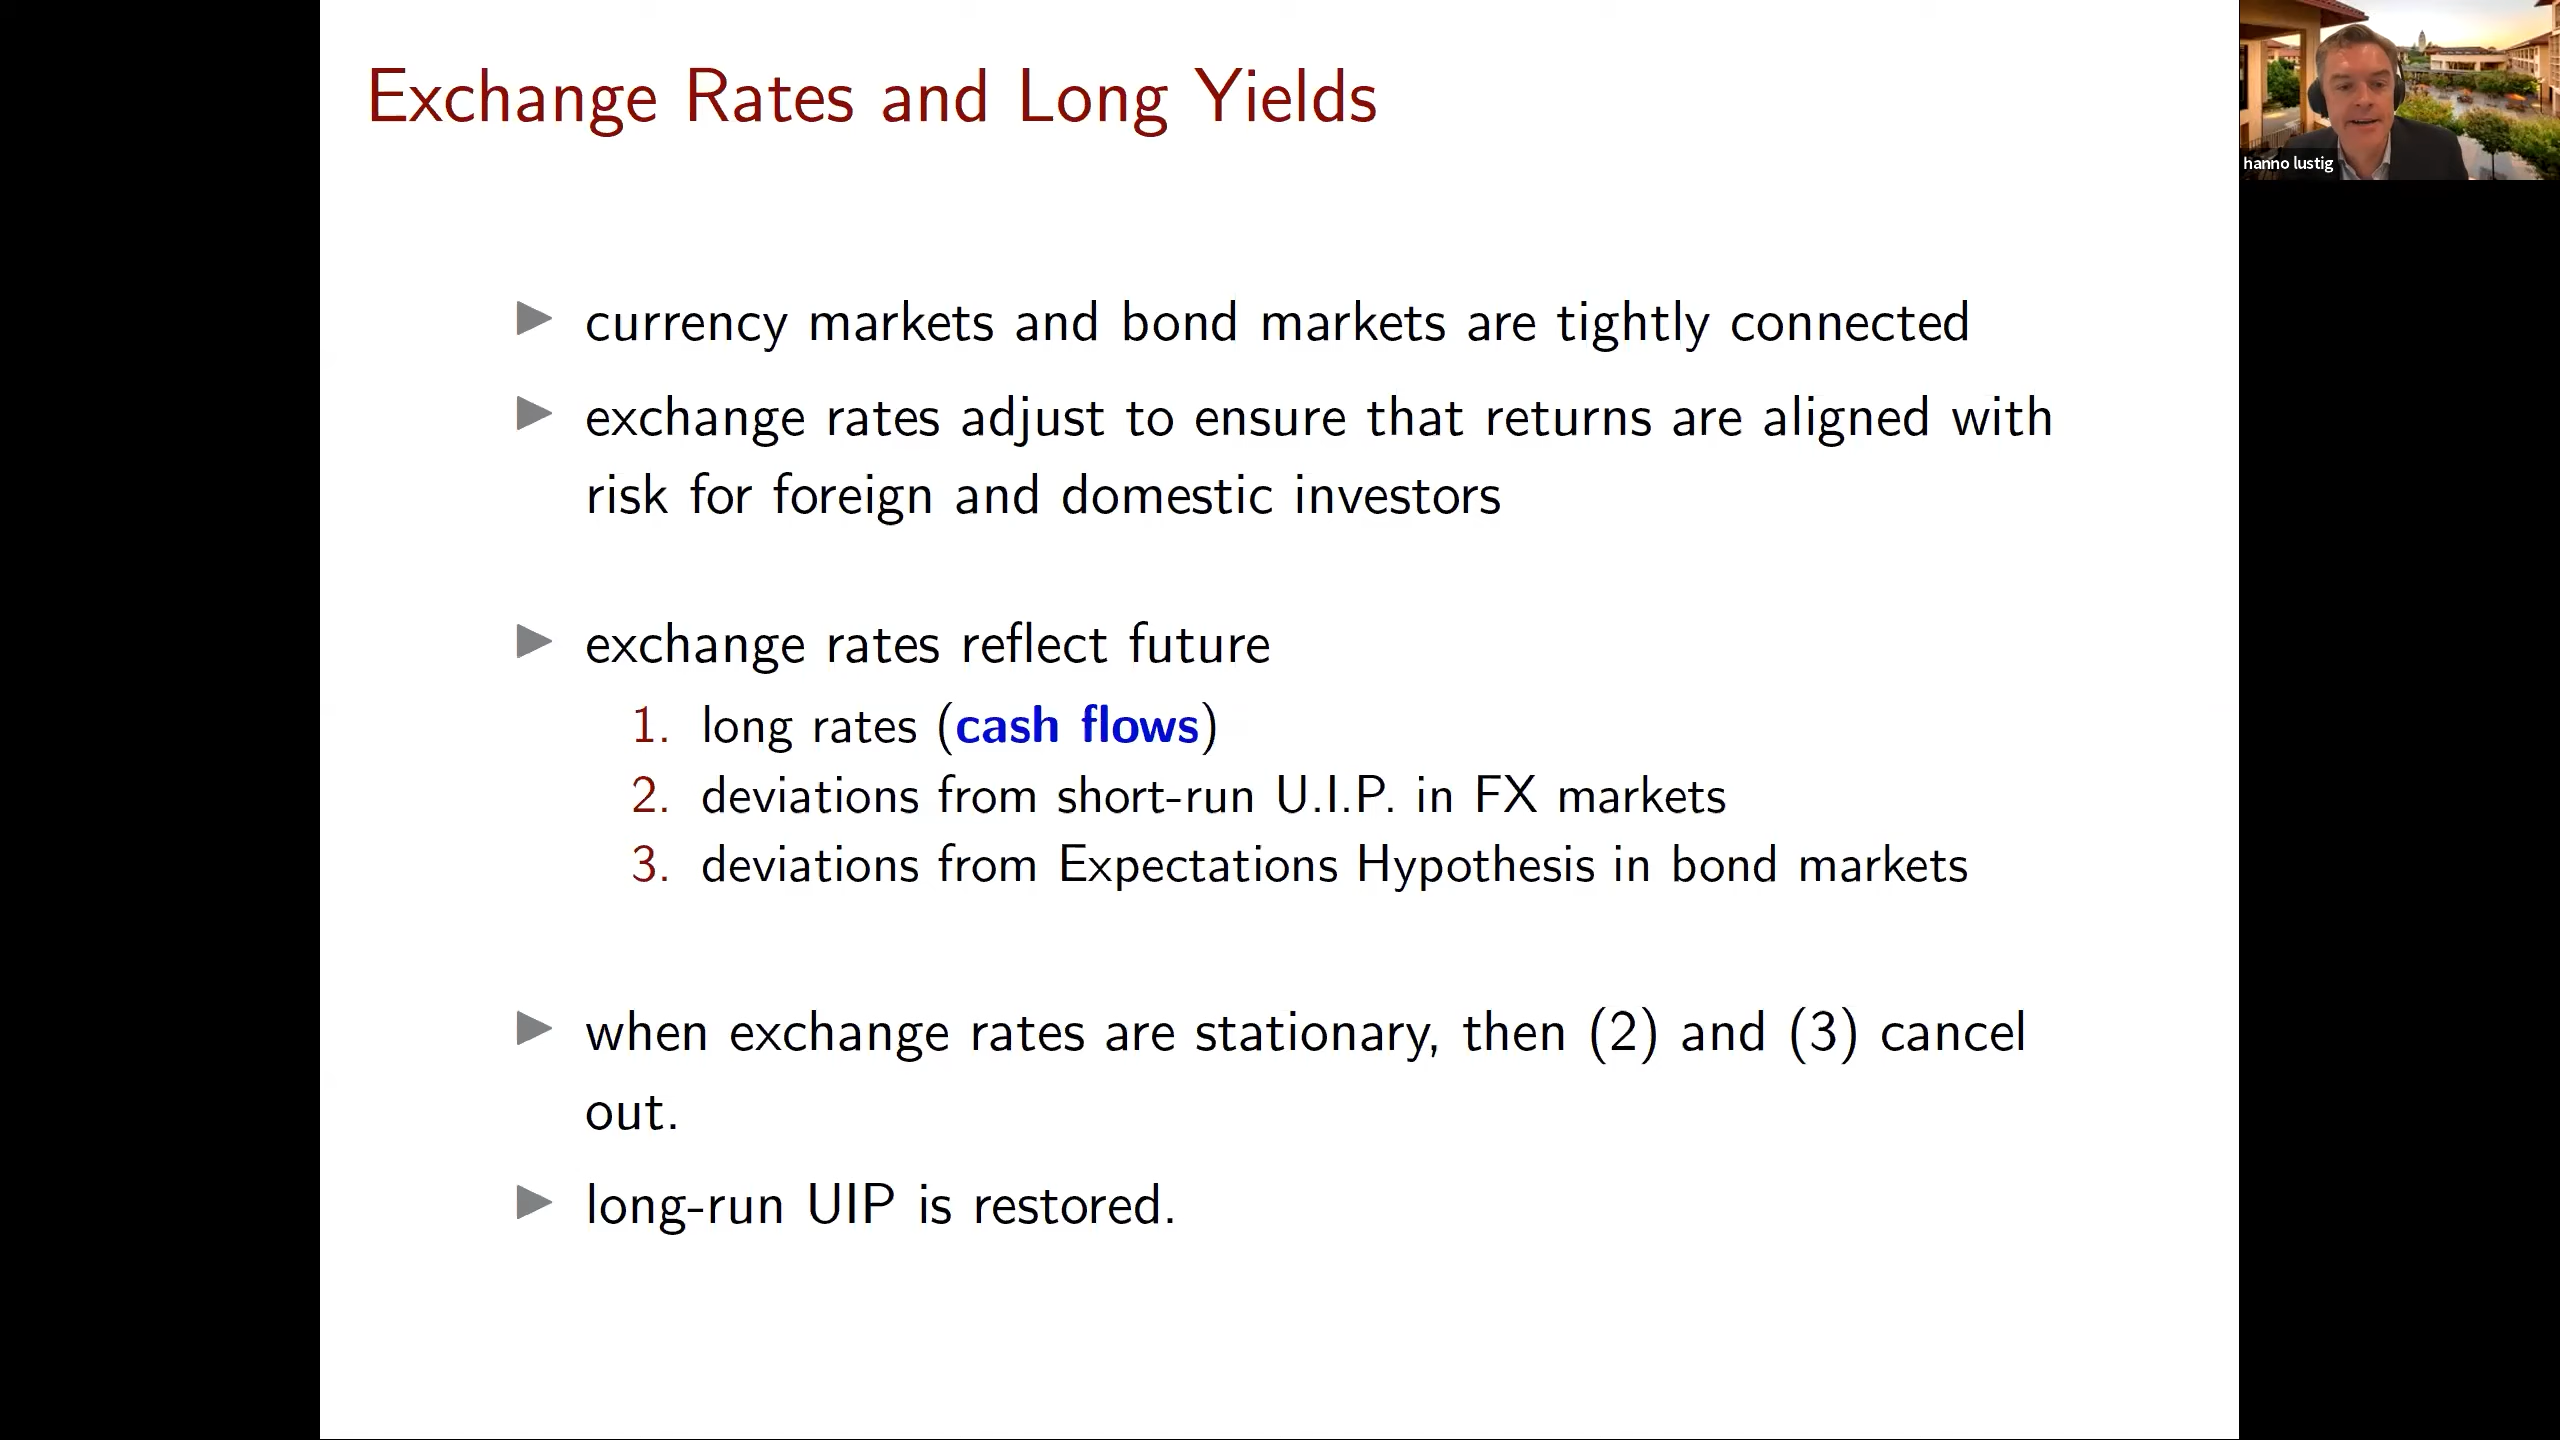 Exchange Rates and Long Yields
hanno lustig
▶ currency markets and bond markets are tightly connected
▶ exchange rates adjust to ensure that returns are aligned with
risk for foreign and domestic investors
▶ exchange rates reflect future
1. long rates (cash flows)
2. deviations from short-run U.I.P. in FX markets
3. deviations from Expectations Hypothesis in bond markets
▶ when exchange rates are stationary, then (2) and (3) cancel
out.
▶ long-run UIP is restored.